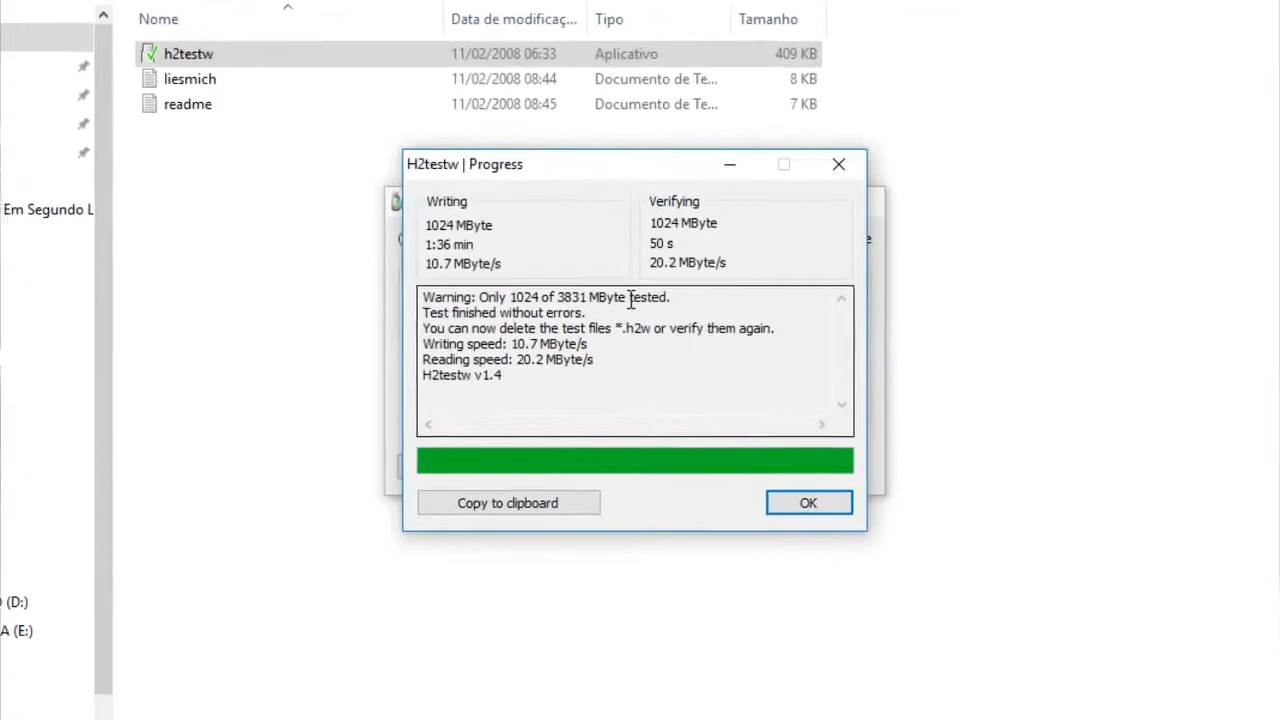 Nome
Data de modificaç...
Tipo
Tamanho
h2testw
11/02/2008 06:33
Aplicativo
409 KB
liesmich
11/02/2008 08:44
Documento de Te...
8 KB
readme
11/02/2008 08:45
Documento de Te...
7 KB
Em Segundo L
(D:)
A (E:)
H2testw | Progress
Writing
1024 MByte
1:36 min
10.7 MByte/s
Verifying
1024 MByte
50 s
20.2 MByte/s
Warning: Only 1024 of 3831 MByte tested.
Test finished without errors.
You can now delete the test files *.h2w or verify them again.
Writing speed: 10.7 MByte/s
Reading speed: 20.2 MByte/s
H2testw v1.4
Copy to clipboard
OK